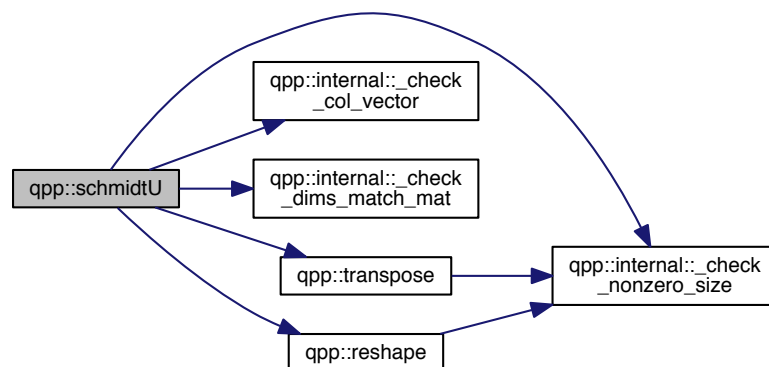 qpp::internal::_check
_col_vector
qpp::schmidtU
qpp::internal::_check
_dims_match_mat
qpp::transpose
qpp::internal::_check
_nonzero_size
qpp::reshape